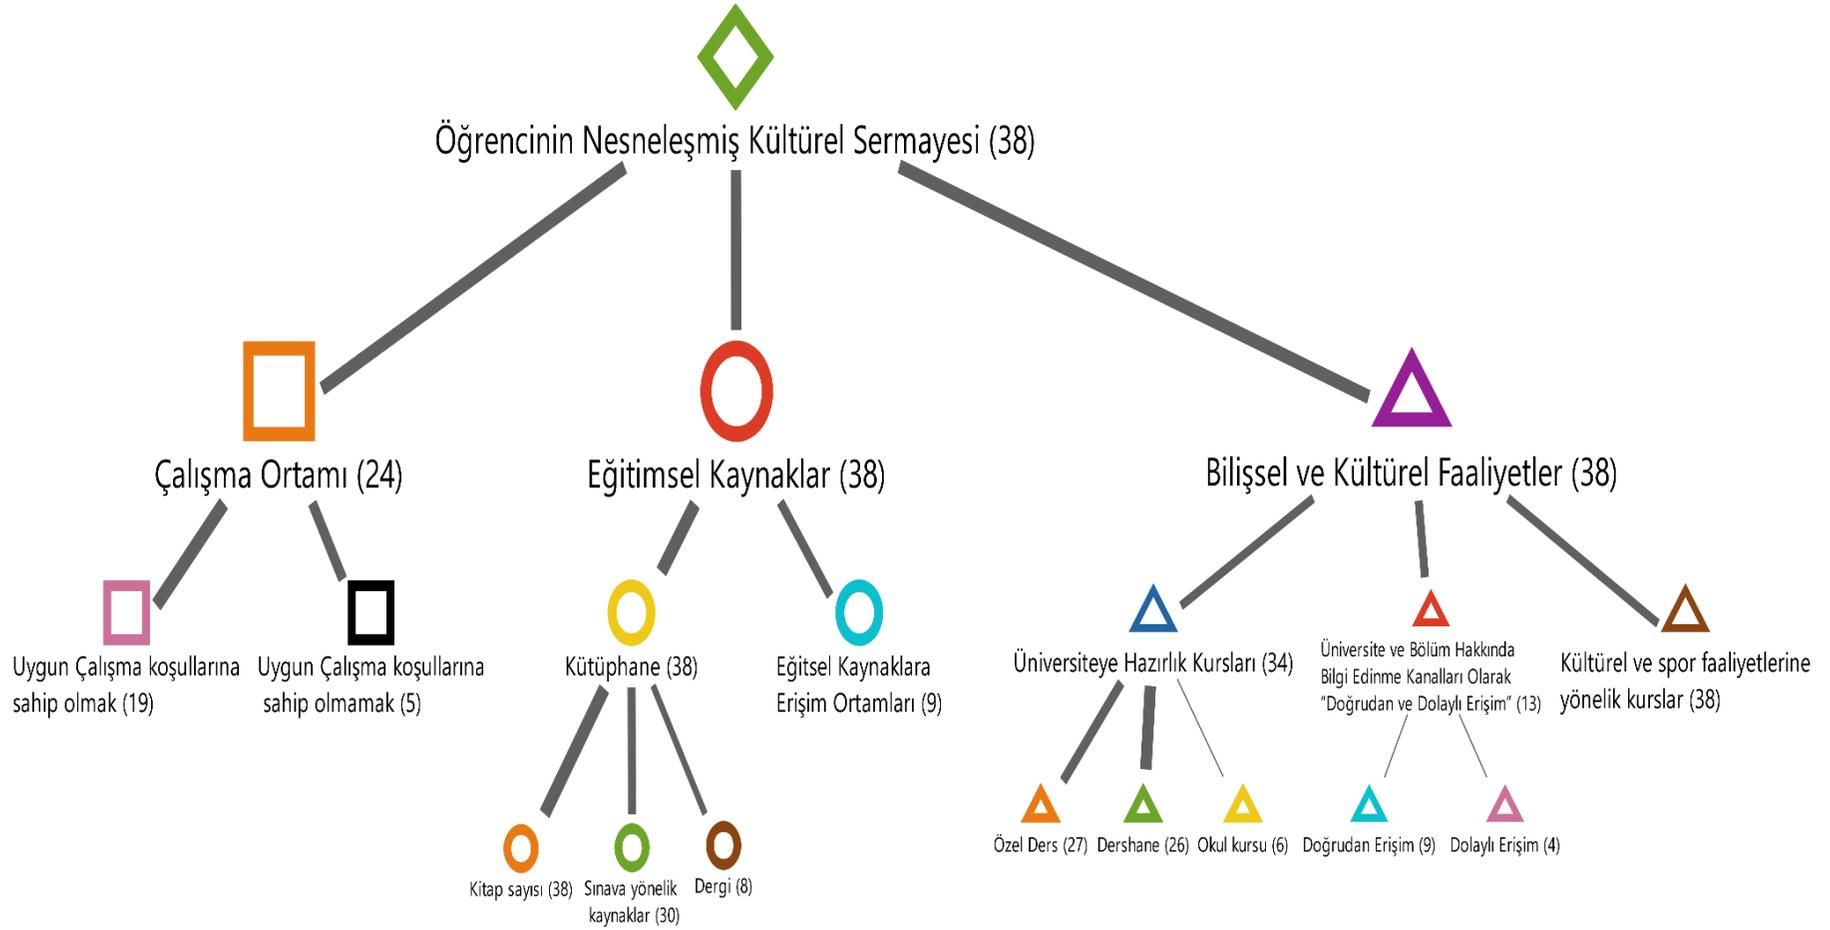 Öğrencinin Nesneleşmiş Kültürel Sermayesi (38)
Çalışma Ortamı (24)
Eğitimsel Kaynaklar (38)
Bilişsel ve Kültürel Faaliyetler (38)
Uygun Çalışma koşullarına
sahip olmak (19)
Uygun Çalışma koşullarına
sahip olmamak (5)
Kütüphane (38)
Eğitsel Kaynaklara
Erişim Ortamları (9)
Üniversiteye Hazırlık Kursları (34)
Üniversite ve Bölüm Hakkında
Bilgi Edinme Kanalları Olarak
“Doğrudan ve Dolaylı Erişim” (13)
Kültürel ve spor faaliyetlerine
yönelik kurslar (38)
Kitap sayısı (38)
Sınava yönelik
kaynaklar (30)
Dergi (8)
Özel Ders (27)
Dershane (26)
Okul kursu (6)
Doğrudan Erişim (9)
Dolaylı Erişim (4)